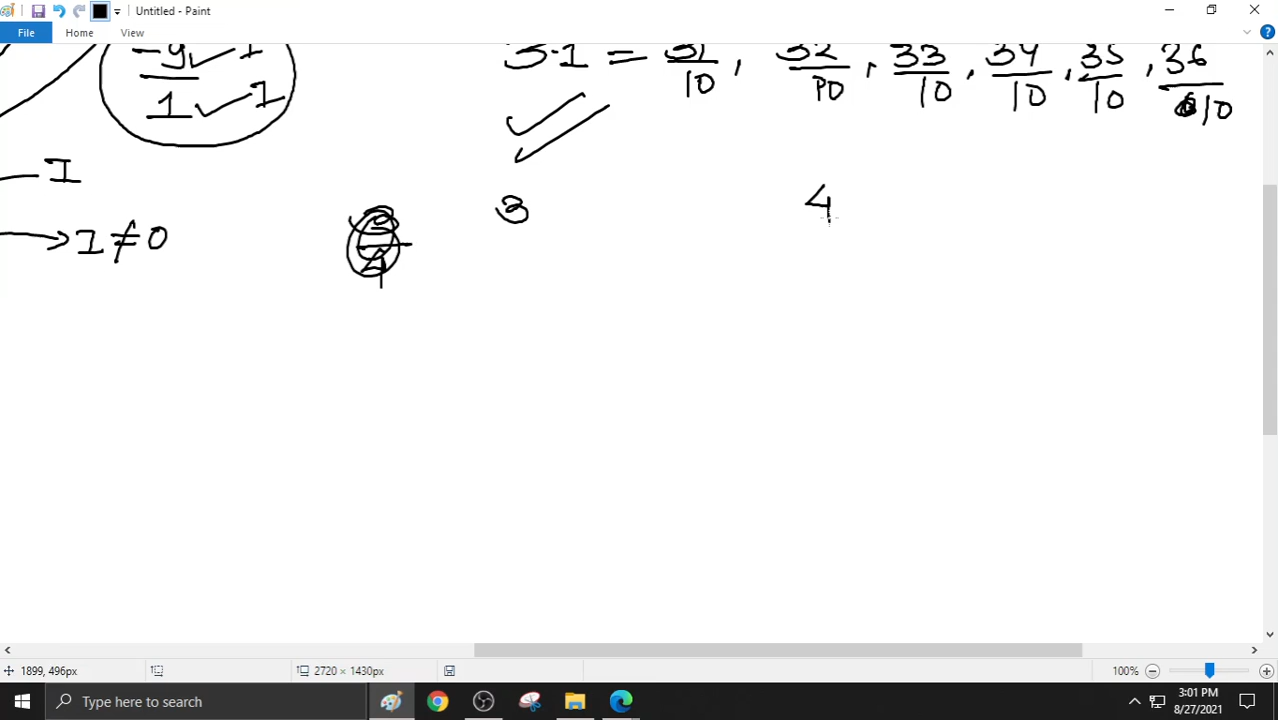 Untitled - Paint
File Home View
-9 I
1 I
3.1 = 31/10, 32/10, 33/10, 34/10, 35/10, 36/10
I
I ≠ 0
3 4
1899, 496px 2720 × 1430px 100%
Type here to search
3:01 PM
8/27/2021